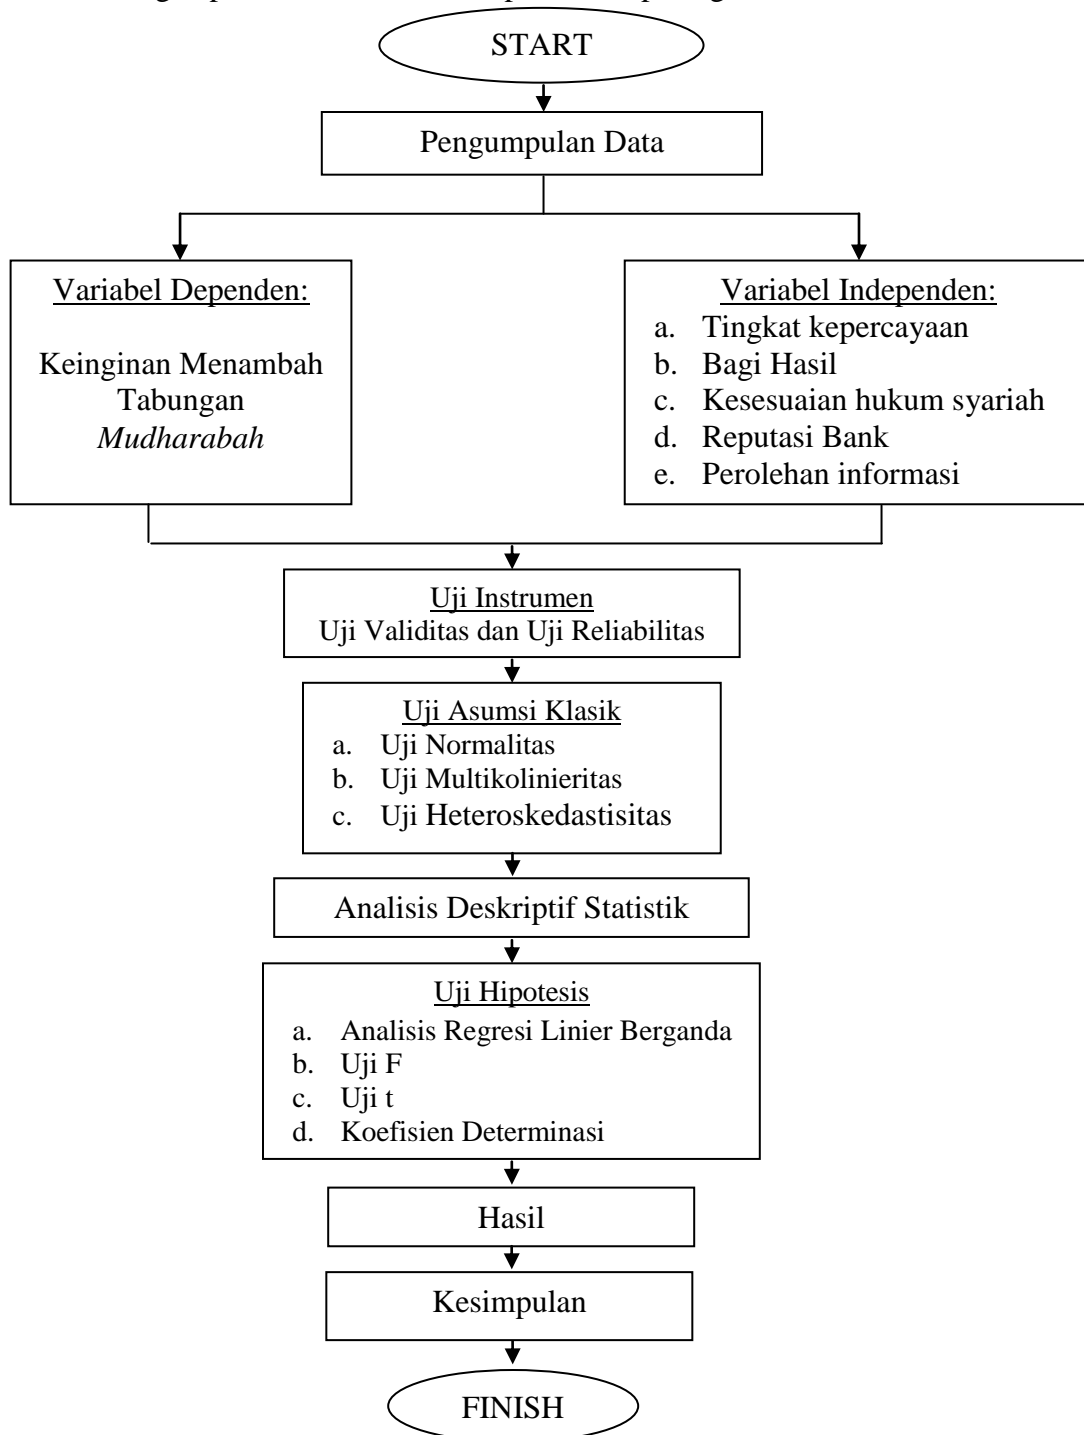 START
Pengumpulan Data
Variabel Dependen:
Keinginan Menambah
Tabungan
Mudharabah
Variabel Independen:
a. Tingkat kepercayaan
b. Bagi Hasil
c. Kesesuaian hukum syariah
d. Reputasi Bank
e. Perolehan informasi
Uji Instrumen
Uji Validitas dan Uji Reliabilitas
Uji Asumsi Klasik
a. Uji Normalitas
b. Uji Multikolinieritas
c. Uji Heteroskedastisitas
Analisis Deskriptif Statistik
Uji Hipotesis
a. Analisis Regresi Linier Berganda
b. Uji F
c. Uji t
d. Koefisien Determinasi
Hasil
Kesimpulan
FINISH